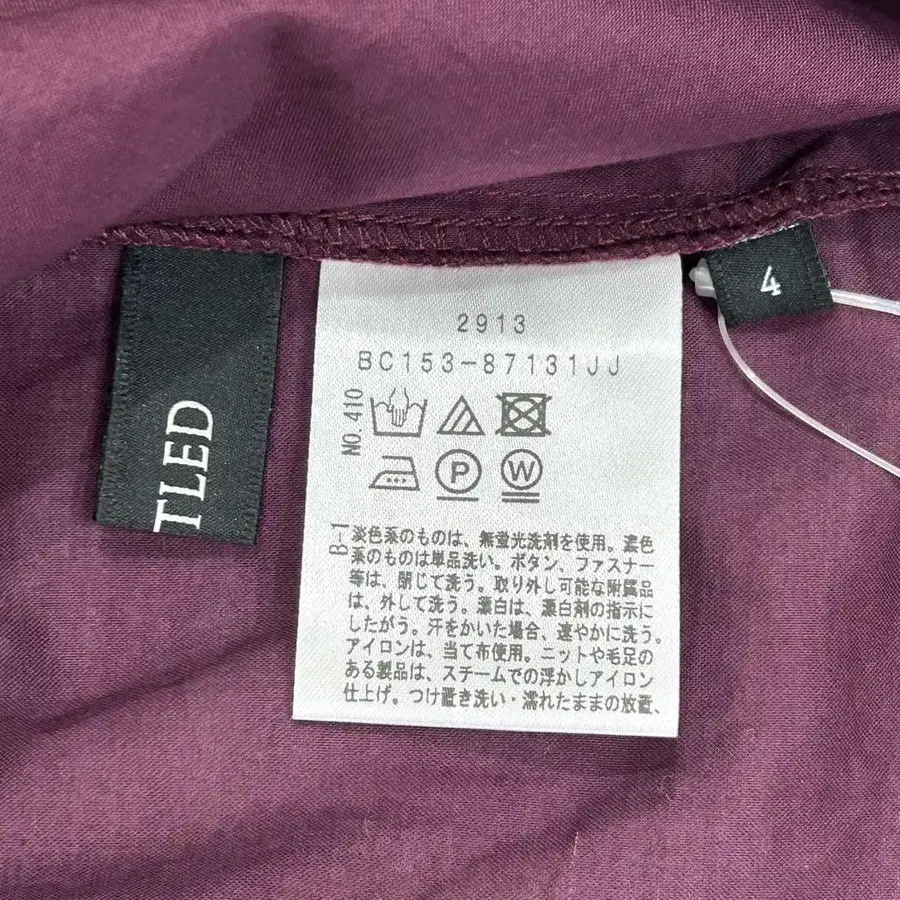 TLED
4
2913
BC153-87131JJ
NO. 410
P
W
B-1
淡色系のものは、無蛍光洗剤を使用。濃色
系のものは単品洗い。ボタン、ファスナー
等は、閉じて洗う。取り外し可能な附属品
は、外して洗う。漂白は、漂白剤の指示に
したがう。汗をかいた場合、速やかに洗う。
アイロンは、当て布使用。ニットや毛足の
ある製品は、スチームでの浮かしアイロン
仕上げ。つけ置き洗い・濡れたままの放置、